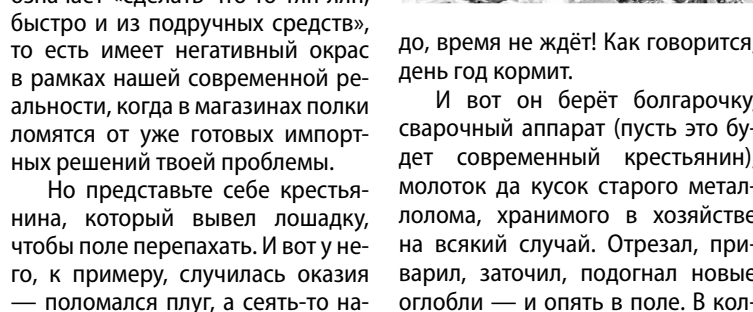 означает «сделать что-то тяп-ляп,
быстро и из подручных средств»,
то есть имеет негативный окрас
в рамках нашей современной ре-
альности, когда в магазинах полки
ломятся от уже готовых импорт-
ных решений твоей проблемы.
Но представьте себе крестья-
нина, который вывел лошадку,
чтобы поле перепахать. И вот у не-
го, к примеру, случилась оказия
— поломался плуг, а сеять-то на-
до, время не ждёт! Как говорится,
день год кормит.
И вот он берёт болгарочку,
сварочный аппарат (пусть это бу-
дет современный крестьянин),
молоток да кусок старого метал-
лолома, хранимого в хозяйстве
на всякий случай. Отрезал, при-
варил, заточил, подогнал новые
оглобли — и опять в поле. В кол-